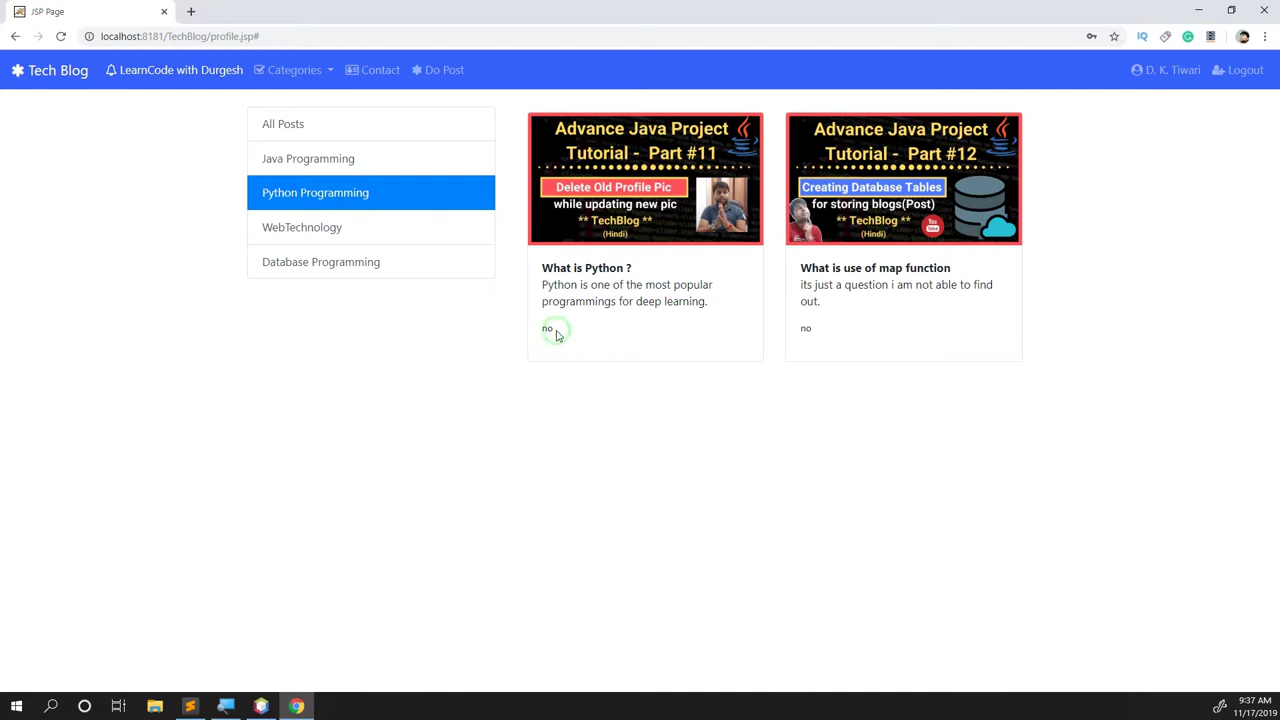 JSP Page
localhost:8181/TechBlog/profile.jsp#
Tech Blog
LearnCode with Durgesh
Categories
Contact
Do Post
D. K. Tiwari
Logout
All Posts
Java Programming
Python Programming
WebTechnology
Database Programming
Advance Java Project
Tutorial - Part #11
Delete Old Profile Pic
while updating new pic
** TechBlog **
(Hindi)
What is Python ?
Python is one of the most popular
programmings for deep learning.
no
Advance Java Project
Tutorial - Part #12
Creating Database Tables
for storing blogs(Post)
** TechBlog **
(Hindi)
What is use of map function
its just a question i am not able to find
out.
no
9:37 AM
11/17/2019